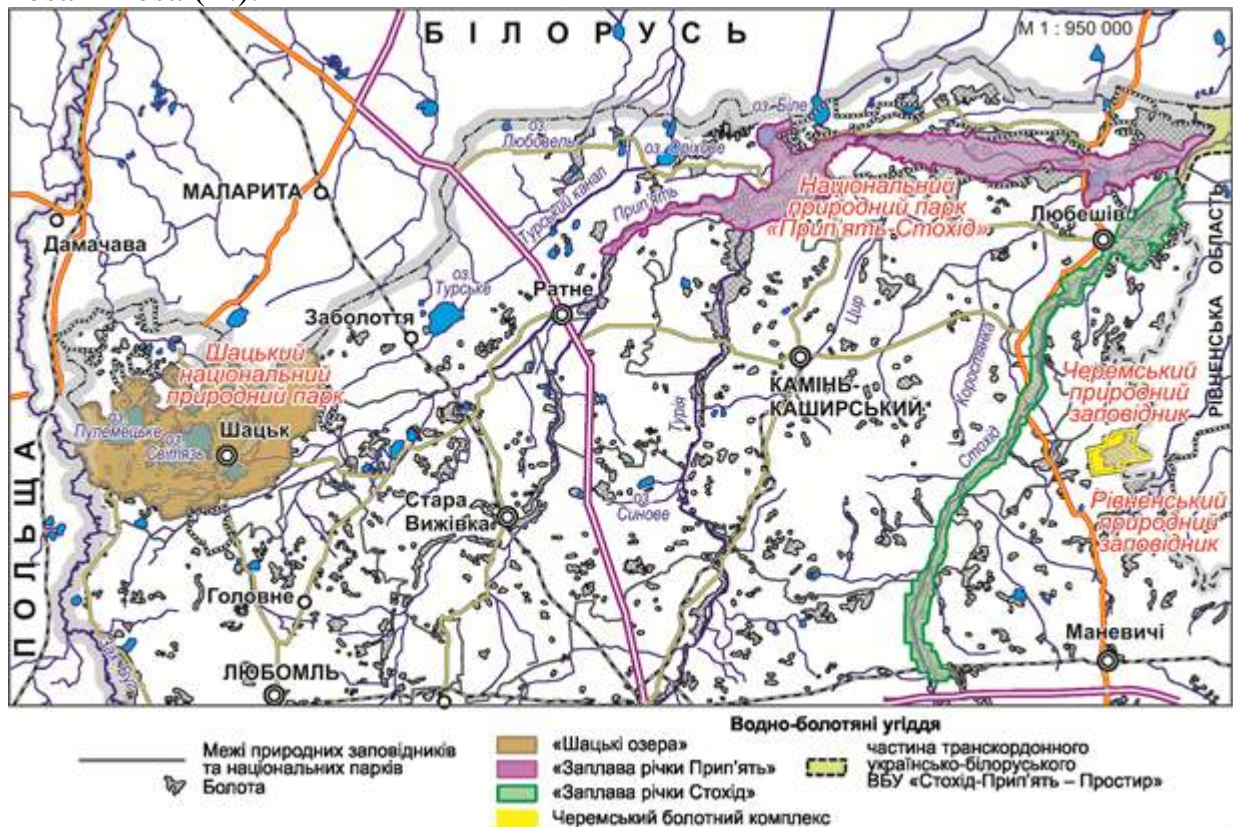 БІЛОРУСЬ
М 1 : 950 000
оз. Біле
оз.
Любовель
оз. Оріхове
МАЛАРИТА
Турський канал
Прип'ять
Національний
природний парк
«Прип'ять-Стохід»
Любешів
Дамачава
оз.
Турське
Ратне
Заболоття
Цир
Коростянка
РІВНЕНСЬКА ОБЛАСТЬ
Шацький
національний
природний парк
КАМІНЬ-
КАШИРСЬКИЙ
Черемський
природний
заповідник
оз.
Пулемецьке
оз.
Світязь
Шацьк
Турія
Стохід
ПОЛЬЩА
Стара
Вижівка
оз.
Синове
Рівненський
природний
заповідник
Головне
Маневичі
ЛЮБОМЛЬ
Водно-болотяні угіддя
Межі природних заповідників
та національних парків
Болота
«Шацькі озера»
«Заплава річки Прип'ять»
«Заплава річки Стохід»
Черемський болотний комплекс
частина транскордонного
українсько-білоруського
ВБУ «Стохід-Прип'ять – Простир»